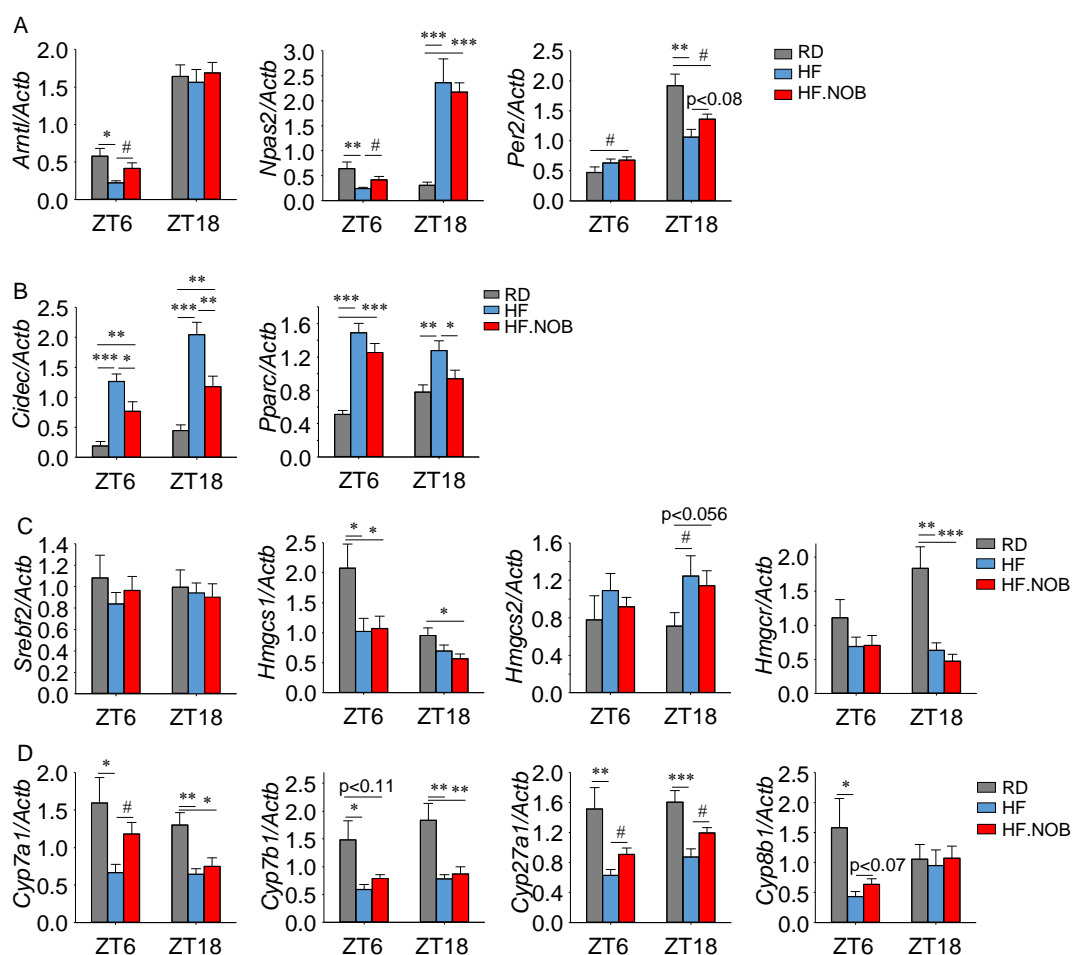 A
Arntl/Actb
2.0
1.5
1.0
0.5
0.0
*
#
ZT6 ZT18
Npas2/Actb
3.0
2.5
2.0
1.5
1.0
0.5
0.0
** #
*** ***
ZT6 ZT18
Per2/Actb
2.5
2.0
1.5
1.0
0.5
0.0
#
** #
p<0.08
ZT6 ZT18
RD
HF
HF.NOB
B
Cidec/Actb
2.5
2.0
1.5
1.0
0.5
0.0
**
*** *
**
*** **
ZT6 ZT18
Pparc/Actb
1.6
1.2
0.8
0.4
0.0
*** ***
** *
ZT6 ZT18
RD
HF
HF.NOB
C
Srebf2/Actb
1.4
1.2
1.0
0.8
0.6
0.4
0.2
0.0
ZT6 ZT18
Hmgcs1/Actb
2.5
2.0
1.5
1.0
0.5
0.0
* *
*
ZT6 ZT18
Hmgcs2/Actb
1.6
1.2
0.8
0.4
0.0
p<0.056
#
ZT6 ZT18
Hmgcr/Actb
2.0
1.5
1.0
0.5
0.0
** ***
ZT6 ZT18
RD
HF
HF.NOB
D
Cyp7a1/Actb
2.0
1.5
1.0
0.5
0.0
*
#
** *
ZT6 ZT18
Cyp7b1/Actb
2.0
1.5
1.0
0.5
0.0
p<0.11
*
** **
ZT6 ZT18
Cyp27a1/Actb
2.0
1.6
1.2
0.8
0.4
0.0
**
#
***
#
ZT6 ZT18
Cyp8b1/Actb
2.5
2.0
1.5
1.0
0.5
0.0
*
p<0.07
ZT6 ZT18
RD
HF
HF.NOB